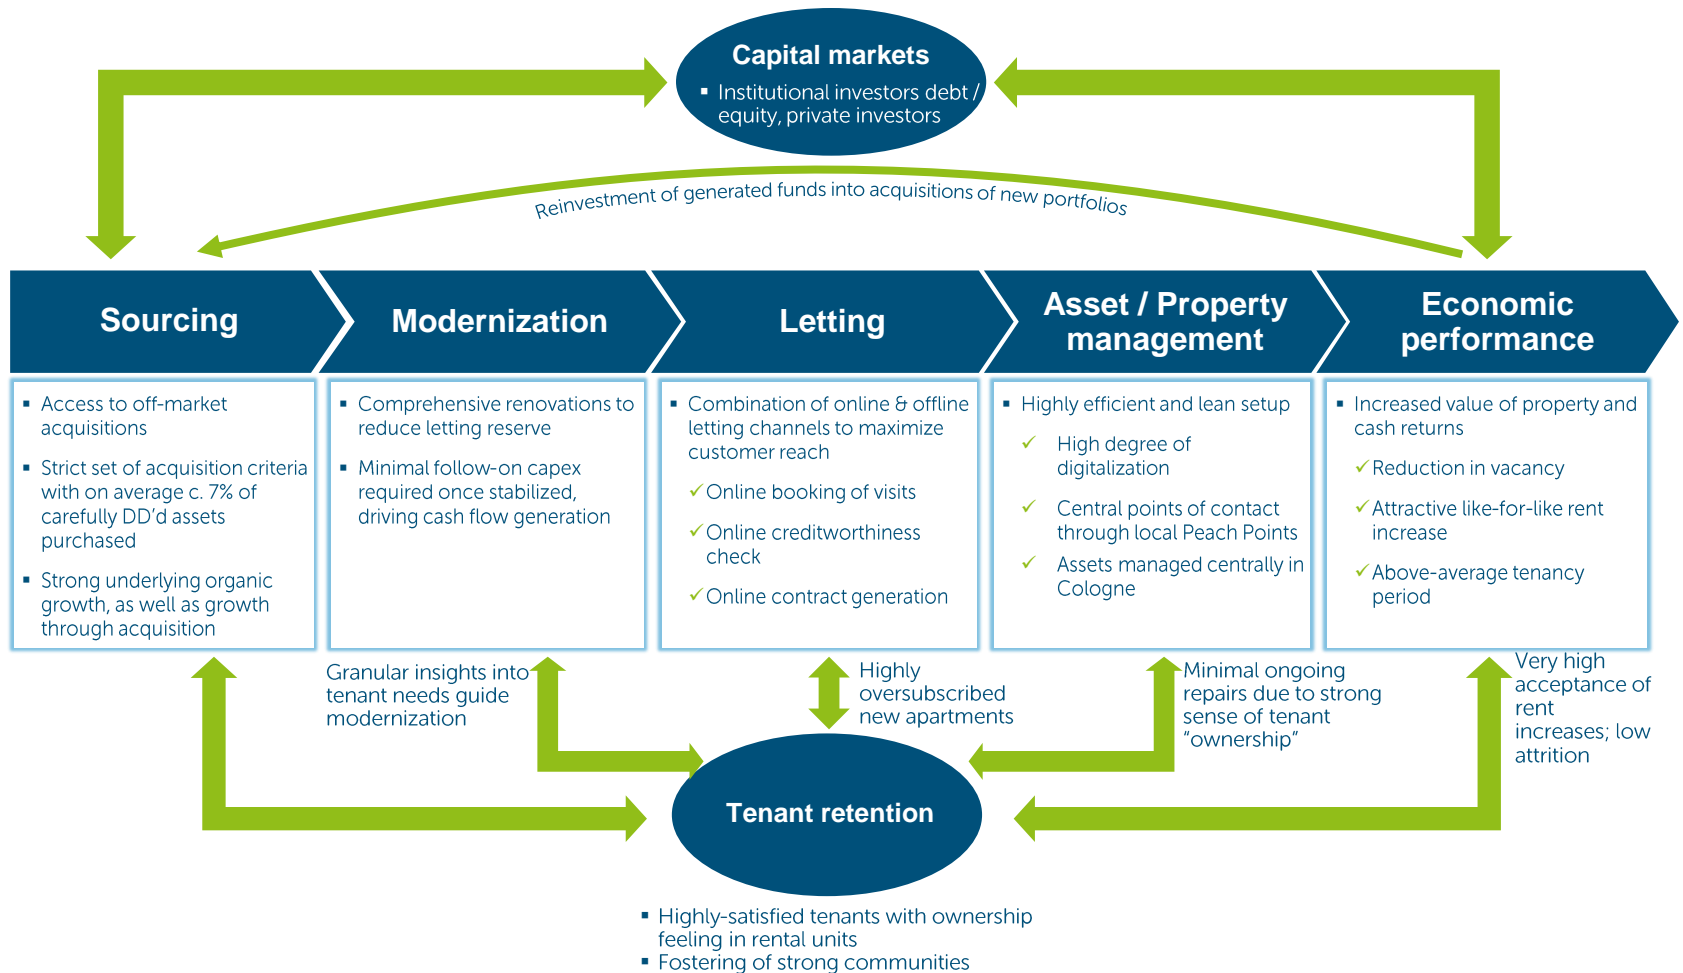 Capital markets
▪ Institutional investors debt /
equity, private investors
Reinvestment of generated funds into acquisitions of new portfolios
Sourcing
Modernization
Letting
Asset / Property
management
Economic
performance
▪ Access to off-market
acquisitions
▪ Strict set of acquisition criteria
with on average c. 7% of
carefully DD'd assets
purchased
▪ Strong underlying organic
growth, as well as growth
through acquisition
▪ Comprehensive renovations to
reduce letting reserve
▪ Minimal follow-on capex
required once stabilized,
driving cash flow generation
▪ Combination of online & offline
letting channels to maximize
customer reach
✓ Online booking of visits
✓ Online creditworthiness
check
✓ Online contract generation
▪ Highly efficient and lean setup
✓ High degree of
digitalization
✓ Central points of contact
through local Peach Points
✓ Assets managed centrally in
Cologne
▪ Increased value of property and
cash returns
✓ Reduction in vacancy
✓ Attractive like-for-like rent
increase
✓ Above-average tenancy
period
Granular insights into
tenant needs guide
modernization
Highly
oversubscribed
new apartments
Minimal ongoing
repairs due to strong
sense of tenant
“ownership”
Very high
acceptance of
rent
increases; low
attrition
Tenant retention
▪ Highly-satisfied tenants with ownership
feeling in rental units
▪ Fostering of strong communities